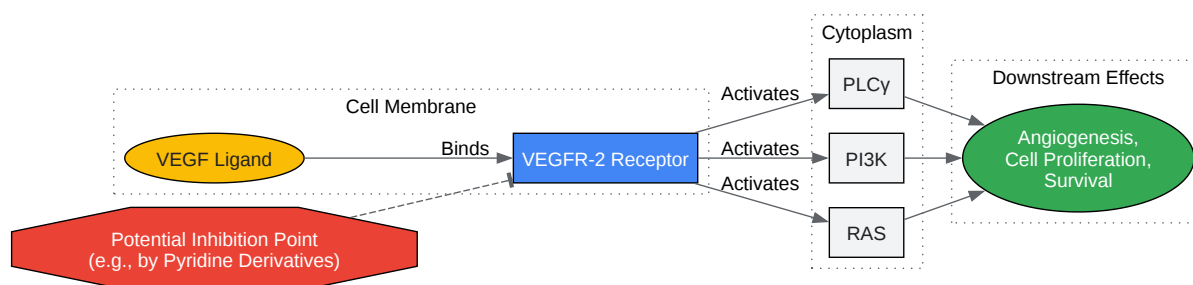 Cytoplasm
Cell Membrane
Downstream Effects
VEGF Ligand
Binds
VEGFR-2 Receptor
Activates
Activates
Activates
PLCγ
PI3K
RAS
Angiogenesis,
Cell Proliferation,
Survival
Potential Inhibition Point
(e.g., by Pyridine Derivatives)